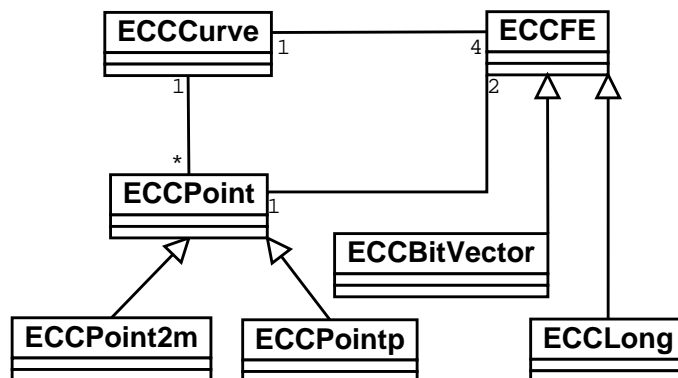 ECCCurve
ECCFE
1
4
1
2
*
ECCPoint
1
ECCBitVector
ECCPoint2m
ECCPointp
ECCLong